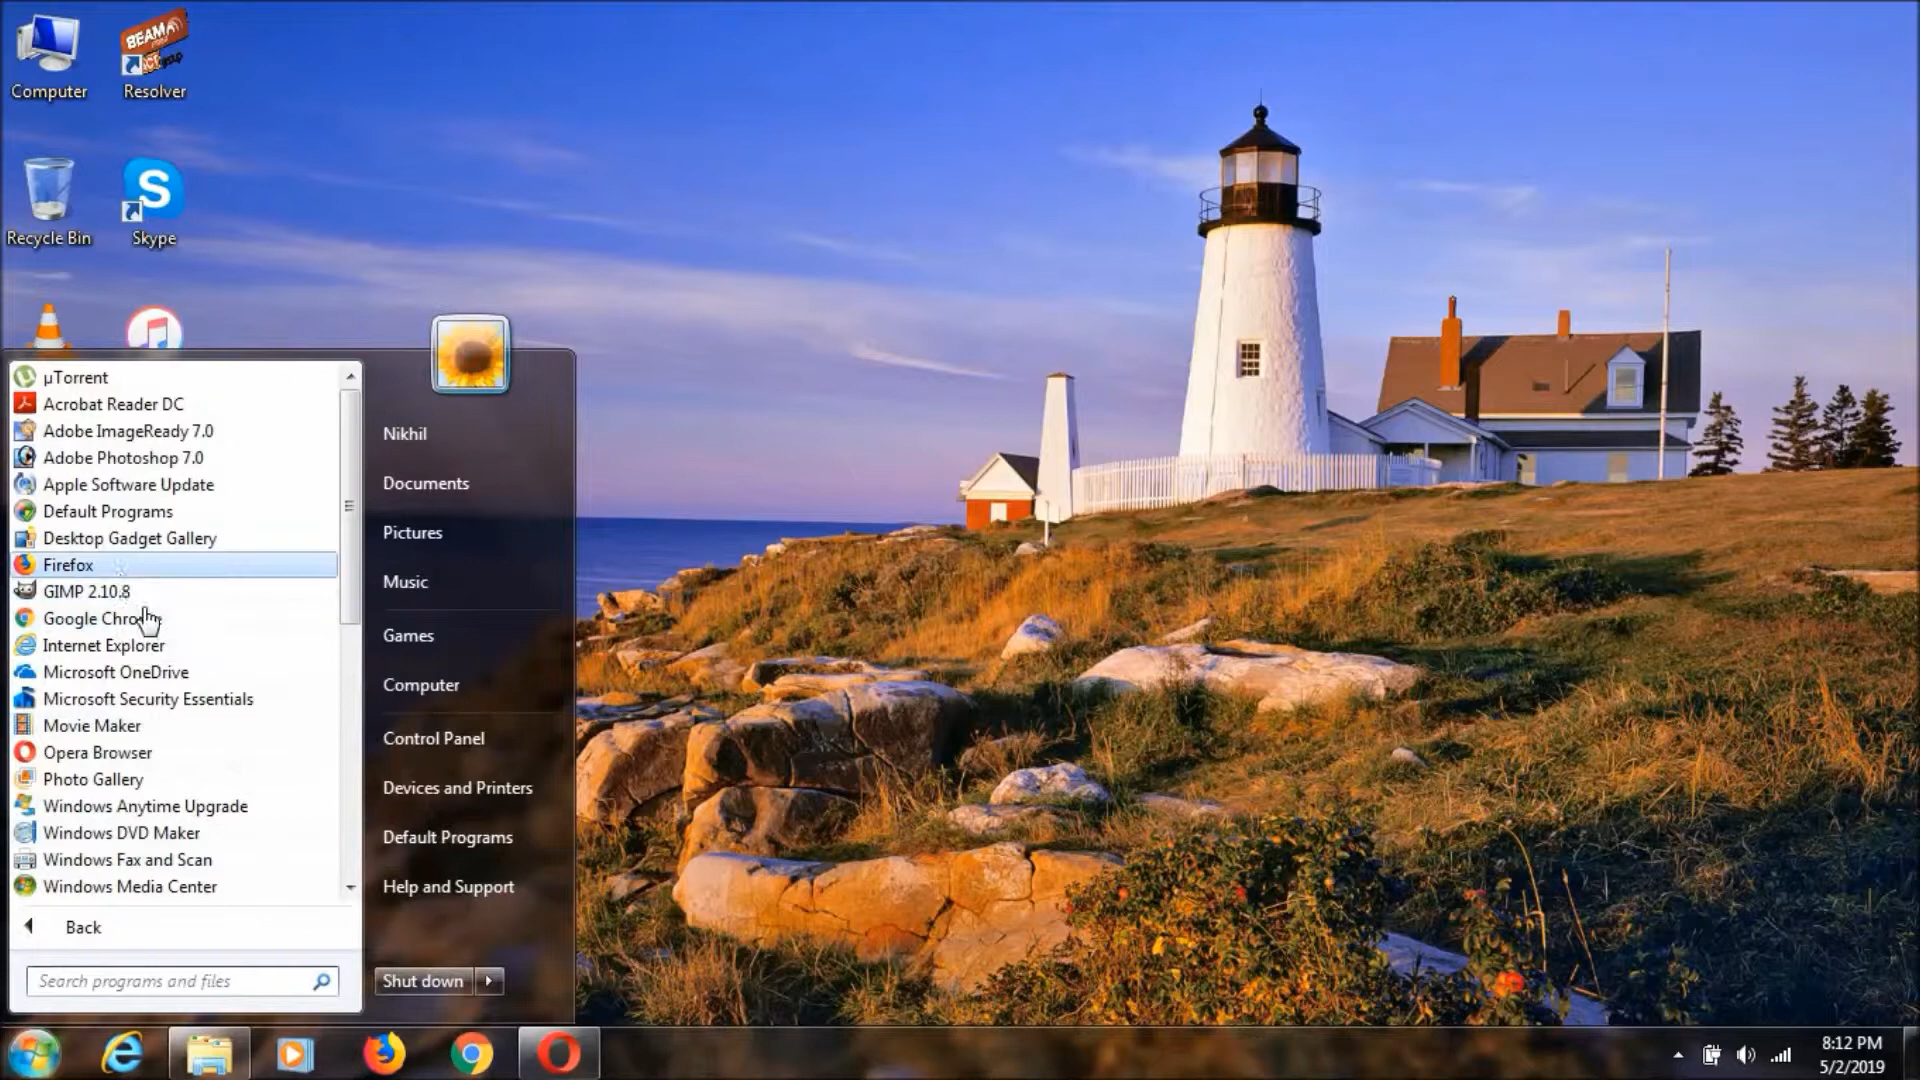 Computer
BEAM
Resolver
Recycle Bin
S
Skype
µTorrent
Acrobat Reader DC
Adobe ImageReady 7.0
Adobe Photoshop 7.0
Apple Software Update
Default Programs
Desktop Gadget Gallery
Firefox
GIMP 2.10.8
Google Chro
Internet Explorer
Microsoft OneDrive
Microsoft Security Essentials
Movie Maker
Opera Browser
Photo Gallery
Windows Anytime Upgrade
Windows DVD Maker
Windows Fax and Scan
Windows Media Center
Back
Search programs and files
Nikhil
Documents
Pictures
Music
Games
Computer
Control Panel
Devices and Printers
Default Programs
Help and Support
Shut down
8:12 PM
5/2/2019